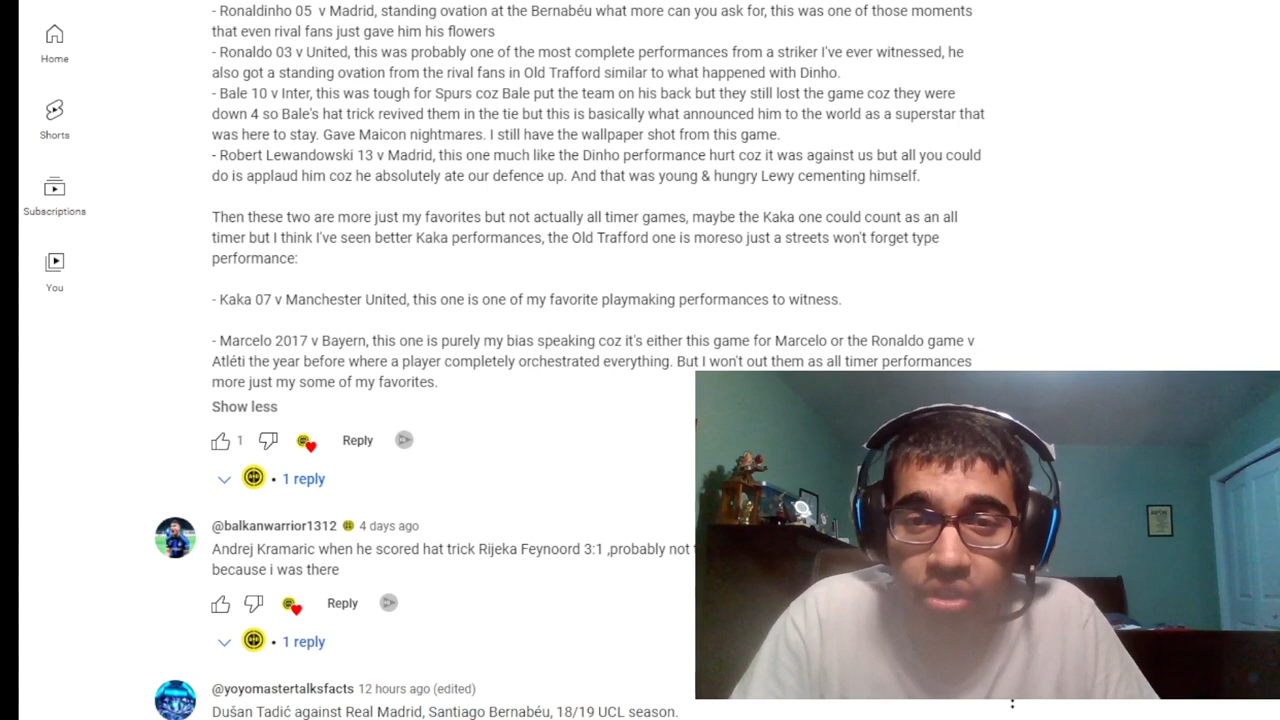 - Ronaldinho 05 v Madrid, standing ovation at the Bernabéu what more can you ask for, this was one of those moments
that even rival fans just gave him his flowers
- Ronaldo 03 v United, this was probably one of the most complete performances from a striker I've ever witnessed, he
also got a standing ovation from the rival fans in Old Trafford similar to what happened with Dinho.
- Bale 10 v Inter, this was tough for Spurs coz Bale put the team on his back but they still lost the game coz they were
down 4 so Bale's hat trick revived them in the tie but this is basically what announced him to the world as a superstar that
was here to stay. Gave Maicon nightmares. I still have the wallpaper shot from this game.
- Robert Lewandowski 13 v Madrid, this one much like the Dinho performance hurt coz it was against us but all you could
do is applaud him coz he absolutely ate our defence up. And that was young & hungry Lewy cementing himself.
Then these two are more just my favorites but not actually all timer games, maybe the Kaka one could count as an all
timer but I think I've seen better Kaka performances, the Old Trafford one is moreso just a streets won't forget type
performance:
- Kaka 07 v Manchester United, this one is one of my favorite playmaking performances to witness.
- Marcelo 2017 v Bayern, this one is purely my bias speaking coz it's either this game for Marcelo or the Ronaldo game v
Atléti the year before where a player completely orchestrated everything. But I won't out them as all timer performances
more just my some of my favorites.
Show less
1
Reply
1 reply
@balkanwarrior1312 4 days ago
Andrej Kramaric when he scored hat trick Rijeka Feynoord 3:1 ,probably not
because i was there
Reply
1 reply
@yoyomastertalksfacts 12 hours ago (edited)
Dušan Tadić against Real Madrid, Santiago Bernabéu, 18/19 UCL season.
Home
Shorts
Subscriptions
You